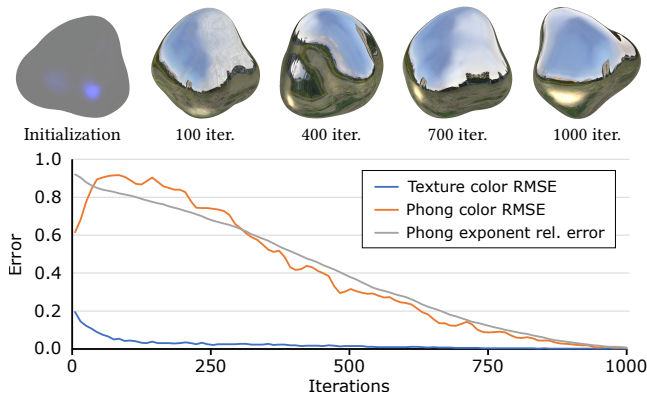 Initialization 100 iter. 400 iter. 700 iter. 1000 iter.
1.0
0.8
0.6
0.4
0.2
0.0
Error
Texture color RMSE
Phong color RMSE
Phong exponent rel. error
0 250 500 750 1000
Iterations